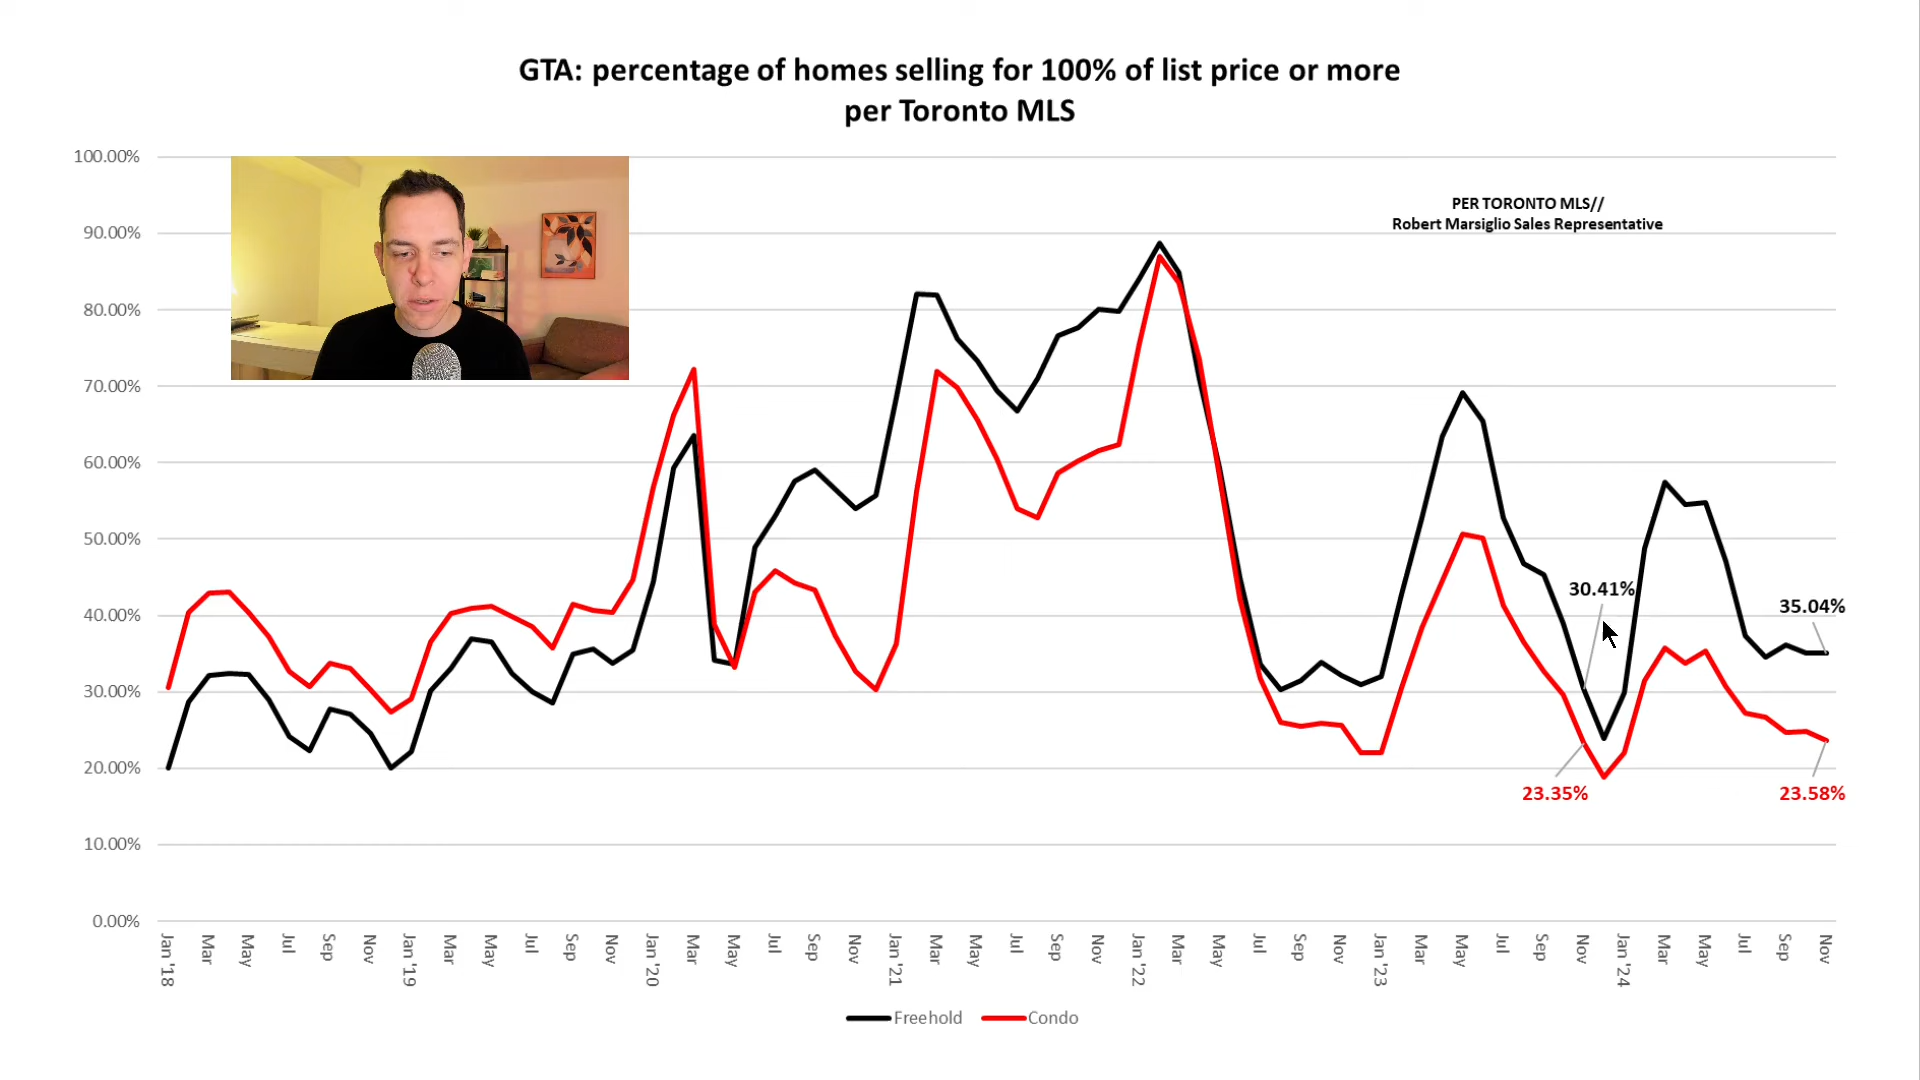 GTA: percentage of homes selling for 100% of list price or more
per Toronto MLS
100.00%
90.00%
80.00%
70.00%
60.00%
50.00%
40.00%
30.00%
20.00%
10.00%
0.00%
PER TORONTO MLS//
Robert Marsiglio Sales Representative
30.41%
35.04%
23.35%
23.58%
Jan '18
Mar
May
Jul
Sep
Nov
Jan '19
Mar
May
Jul
Sep
Nov
Jan '20
Mar
May
Jul
Sep
Nov
Jan '21
Mar
May
Jul
Sep
Nov
Jan '22
Mar
May
Jul
Sep
Nov
Jan '23
Mar
May
Jul
Sep
Nov
Jan '24
Mar
May
Jul
Sep
Nov
Freehold
Condo